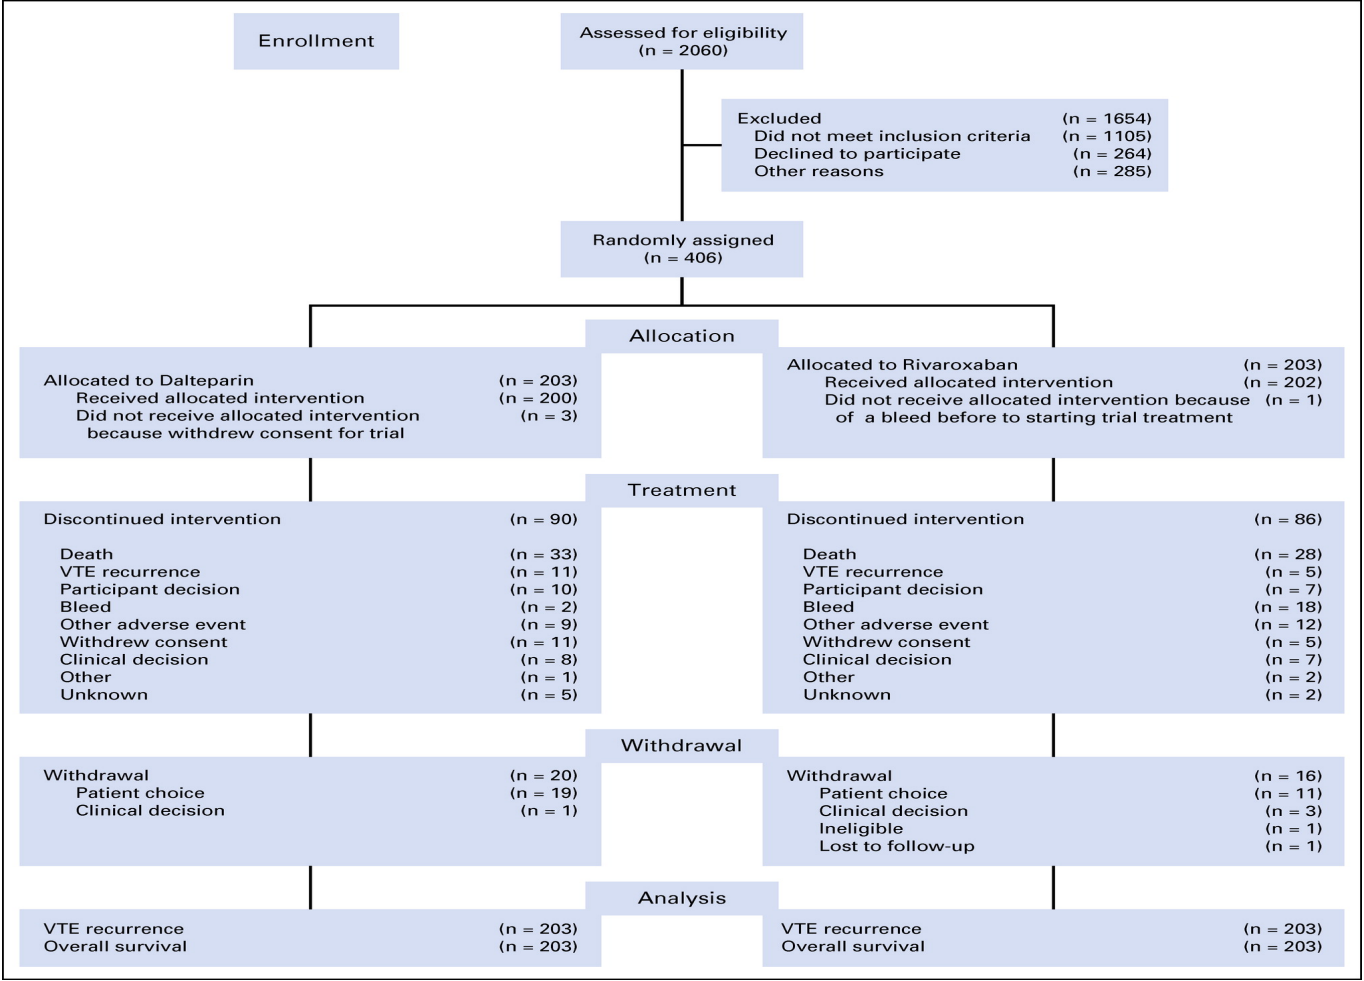 Enrollment
Assessed for eligibility
(n = 2060)
Excluded (n = 1654)
Did not meet inclusion criteria (n = 1105)
Declined to participate (n = 264)
Other reasons (n = 285)
Randomly assigned
(n = 406)
Allocation
Allocated to Dalteparin (n = 203)
Received allocated intervention (n = 200)
Did not receive allocated intervention (n = 3)
because withdrew consent for trial
Allocated to Rivaroxaban (n = 203)
Received allocated intervention (n = 202)
Did not receive allocated intervention because (n = 1)
of a bleed before to starting trial treatment
Treatment
Discontinued intervention (n = 90)
Death (n = 33)
VTE recurrence (n = 11)
Participant decision (n = 10)
Bleed (n = 2)
Other adverse event (n = 9)
Withdrew consent (n = 11)
Clinical decision (n = 8)
Other (n = 1)
Unknown (n = 5)
Discontinued intervention (n = 86)
Death (n = 28)
VTE recurrence (n = 5)
Participant decision (n = 7)
Bleed (n = 18)
Other adverse event (n = 12)
Withdrew consent (n = 5)
Clinical decision (n = 7)
Other (n = 2)
Unknown (n = 2)
Withdrawal
Withdrawal (n = 20)
Patient choice (n = 19)
Clinical decision (n = 1)
Withdrawal (n = 16)
Patient choice (n = 11)
Clinical decision (n = 3)
Ineligible (n = 1)
Lost to follow-up (n = 1)
Analysis
VTE recurrence (n = 203)
Overall survival (n = 203)
VTE recurrence (n = 203)
Overall survival (n = 203)